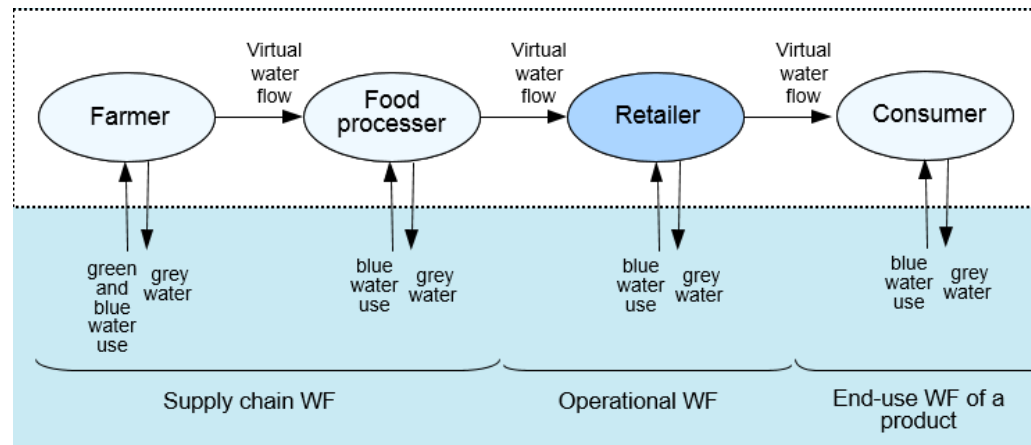 Virtual
water
flow
Virtual
water
flow
Virtual
water
flow
Farmer
Food
processer
Retailer
Consumer
green
and
blue
water
use
grey
water
blue
water
use
grey
water
blue
water
use
grey
water
blue
water
use
grey
water
Supply chain WF
Operational WF
End-use WF of a
product